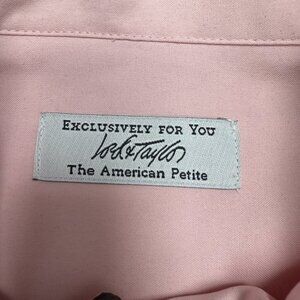 EXCLUSIVELY FOR YOU
Lord & Taylor
The American Petite